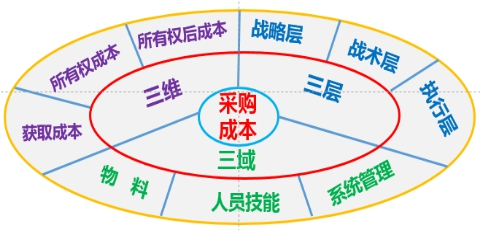 所有权成本
所有权后成本
战略层
战术层
执行层
获取成本
三维
三层
采购
成本
三域
物 料
人员技能
系统管理